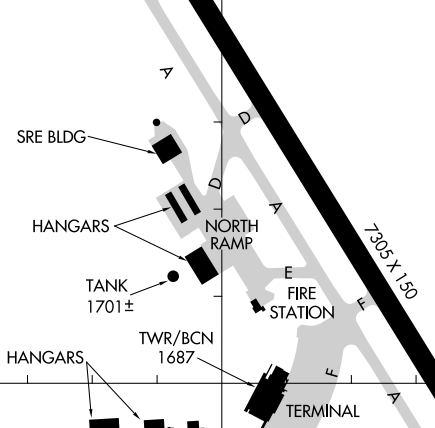 A
D
SRE BLDG
D
A
HANGARS
NORTH
RAMP
7305 X 150
E
TANK
1701±
FIRE
STATION
F
TWR/BCN
1687
HANGARS
F
A
TERMINAL